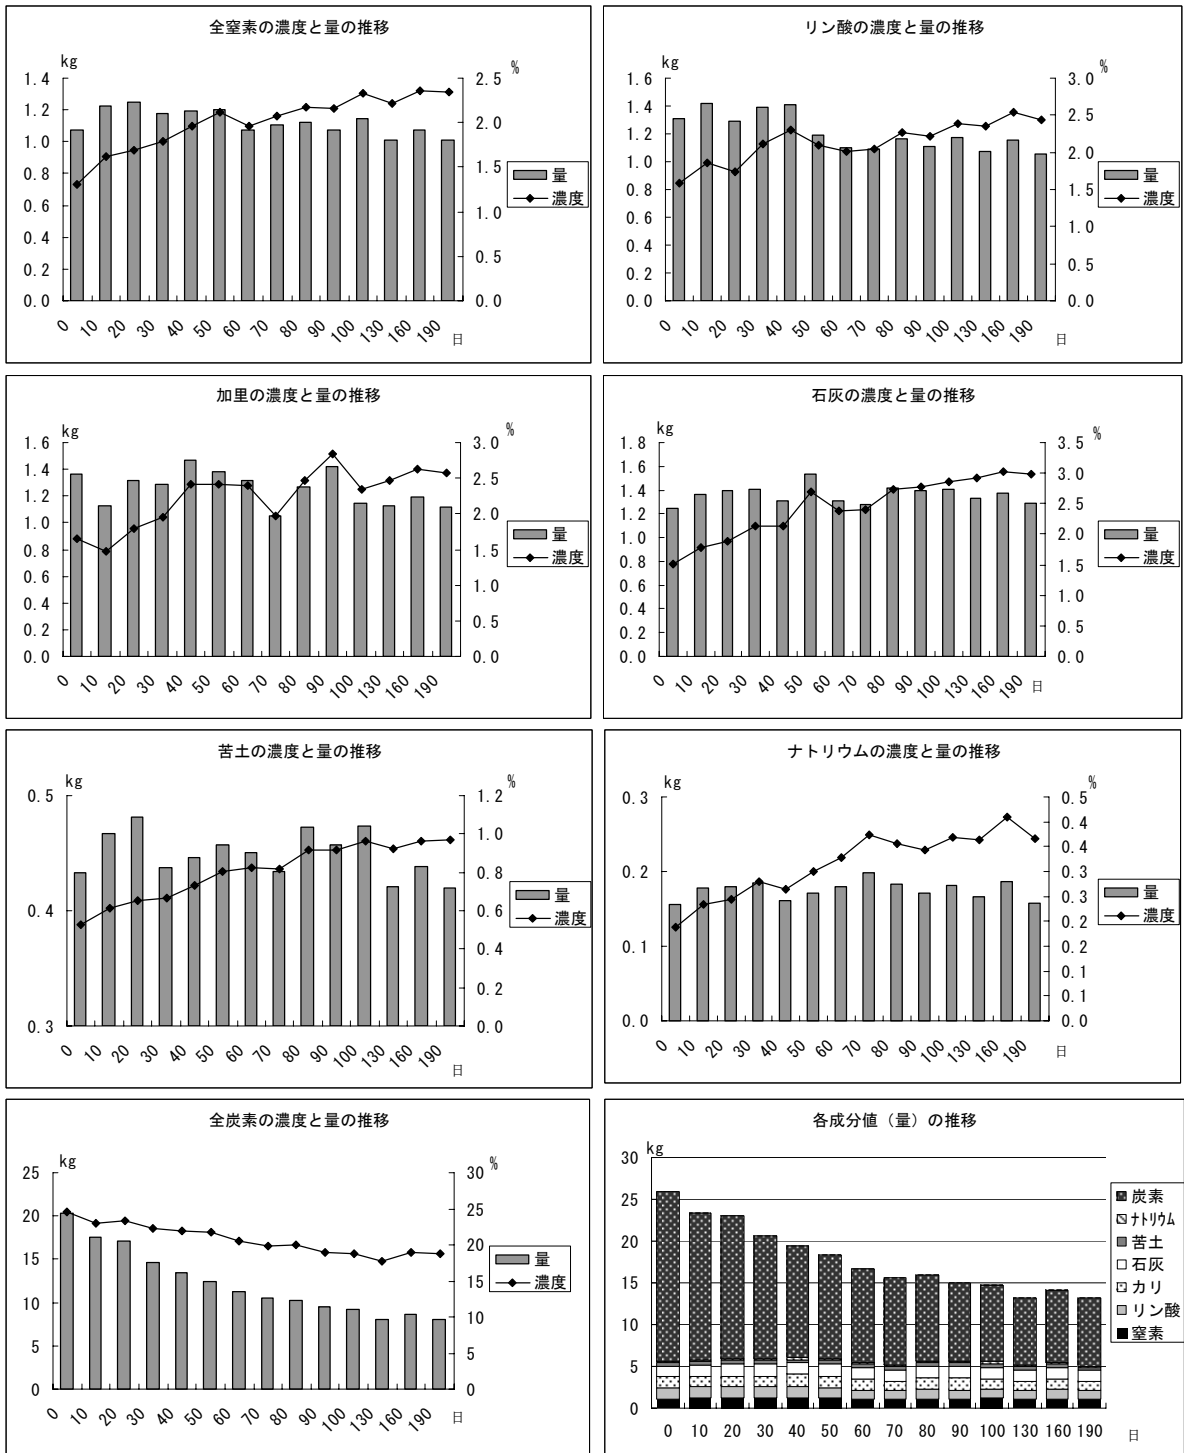 全窒素の濃度と量の推移
kg
%
1.4
1.2
1.0
0.8
0.6
0.4
0.2
0.0
2.5
2.0
1.5
1.0
0.5
0.0
0 10 20 30 40 50 60 70 80 90 100 130 160 190 日
量
濃度
リン酸の濃度と量の推移
kg
%
1.6
1.4
1.2
1.0
0.8
0.6
0.4
0.2
0.0
3.0
2.5
2.0
1.5
1.0
0.5
0.0
0 10 20 30 40 50 60 70 80 90 100 130 160 190 日
量
濃度
加里の濃度と量の推移
kg
%
1.6
1.4
1.2
1.0
0.8
0.6
0.4
0.2
0.0
3.0
2.5
2.0
1.5
1.0
0.5
0.0
0 10 20 30 40 50 60 70 80 90 100 130 160 190 日
量
濃度
石灰の濃度と量の推移
kg
%
1.8
1.6
1.4
1.2
1.0
0.8
0.6
0.4
0.2
0.0
3.5
3.0
2.5
2.0
1.5
1.0
0.5
0.0
0 10 20 30 40 50 60 70 80 90 100 130 160 190 日
量
濃度
苦土の濃度と量の推移
kg
%
0.5
0.4
0.3
1.2
1.0
0.8
0.6
0.4
0.2
0.0
0 10 20 30 40 50 60 70 80 90 100 130 160 190 日
量
濃度
ナトリウムの濃度と量の推移
kg
%
0.3
0.2
0.1
0.0
0.5
0.4
0.4
0.3
0.3
0.2
0.2
0.1
0.1
0.0
0 10 20 30 40 50 60 70 80 90 100 130 160 190 日
量
濃度
全炭素の濃度と量の推移
kg
%
25
20
15
10
5
0
30
25
20
15
10
5
0
0 10 20 30 40 50 60 70 80 90 100 130 160 190 日
量
濃度
各成分値（量）の推移
kg
30
25
20
15
10
5
0
0 10 20 30 40 50 60 70 80 90 100 130 160 190 日
炭素
ﾅﾄﾘｳﾑ
苦土
石灰
カリ
リン酸
窒素